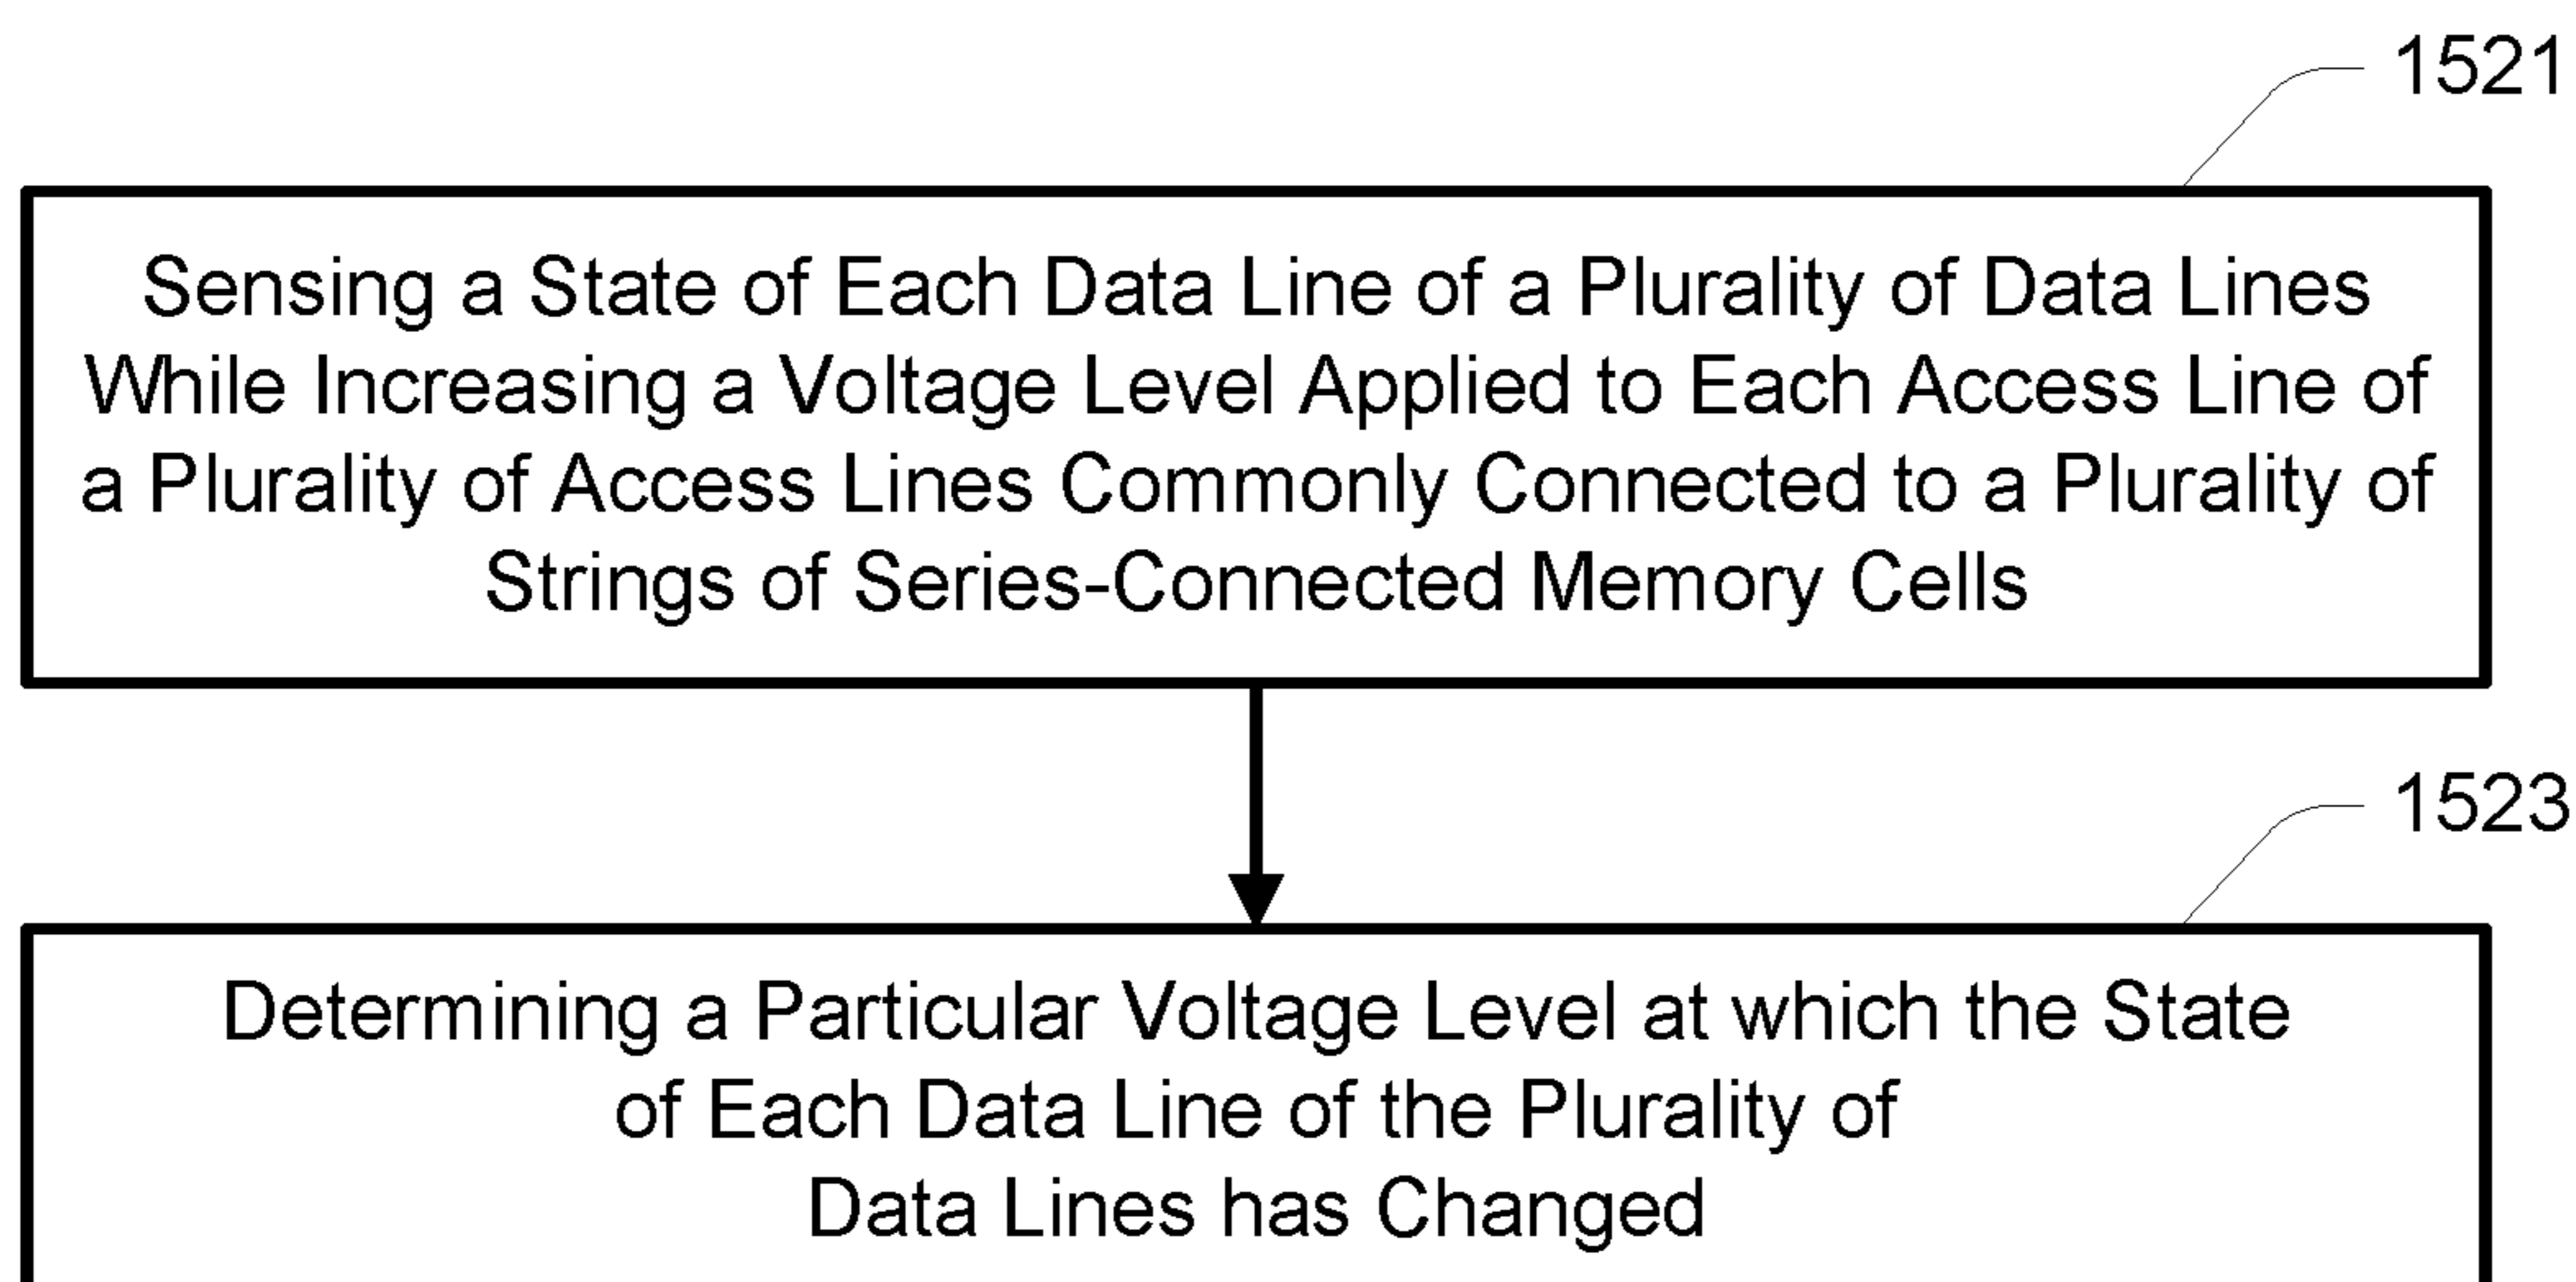 1521
Sensing a State of Each Data Line of a Plurality of Data Lines
While Increasing a Voltage Level Applied to Each Access Line of
a Plurality of Access Lines Commonly Connected to a Plurality of
Strings of Series-Connected Memory Cells
1523
Determining a Particular Voltage Level at which the State
of Each Data Line of the Plurality of
Data Lines has Changed